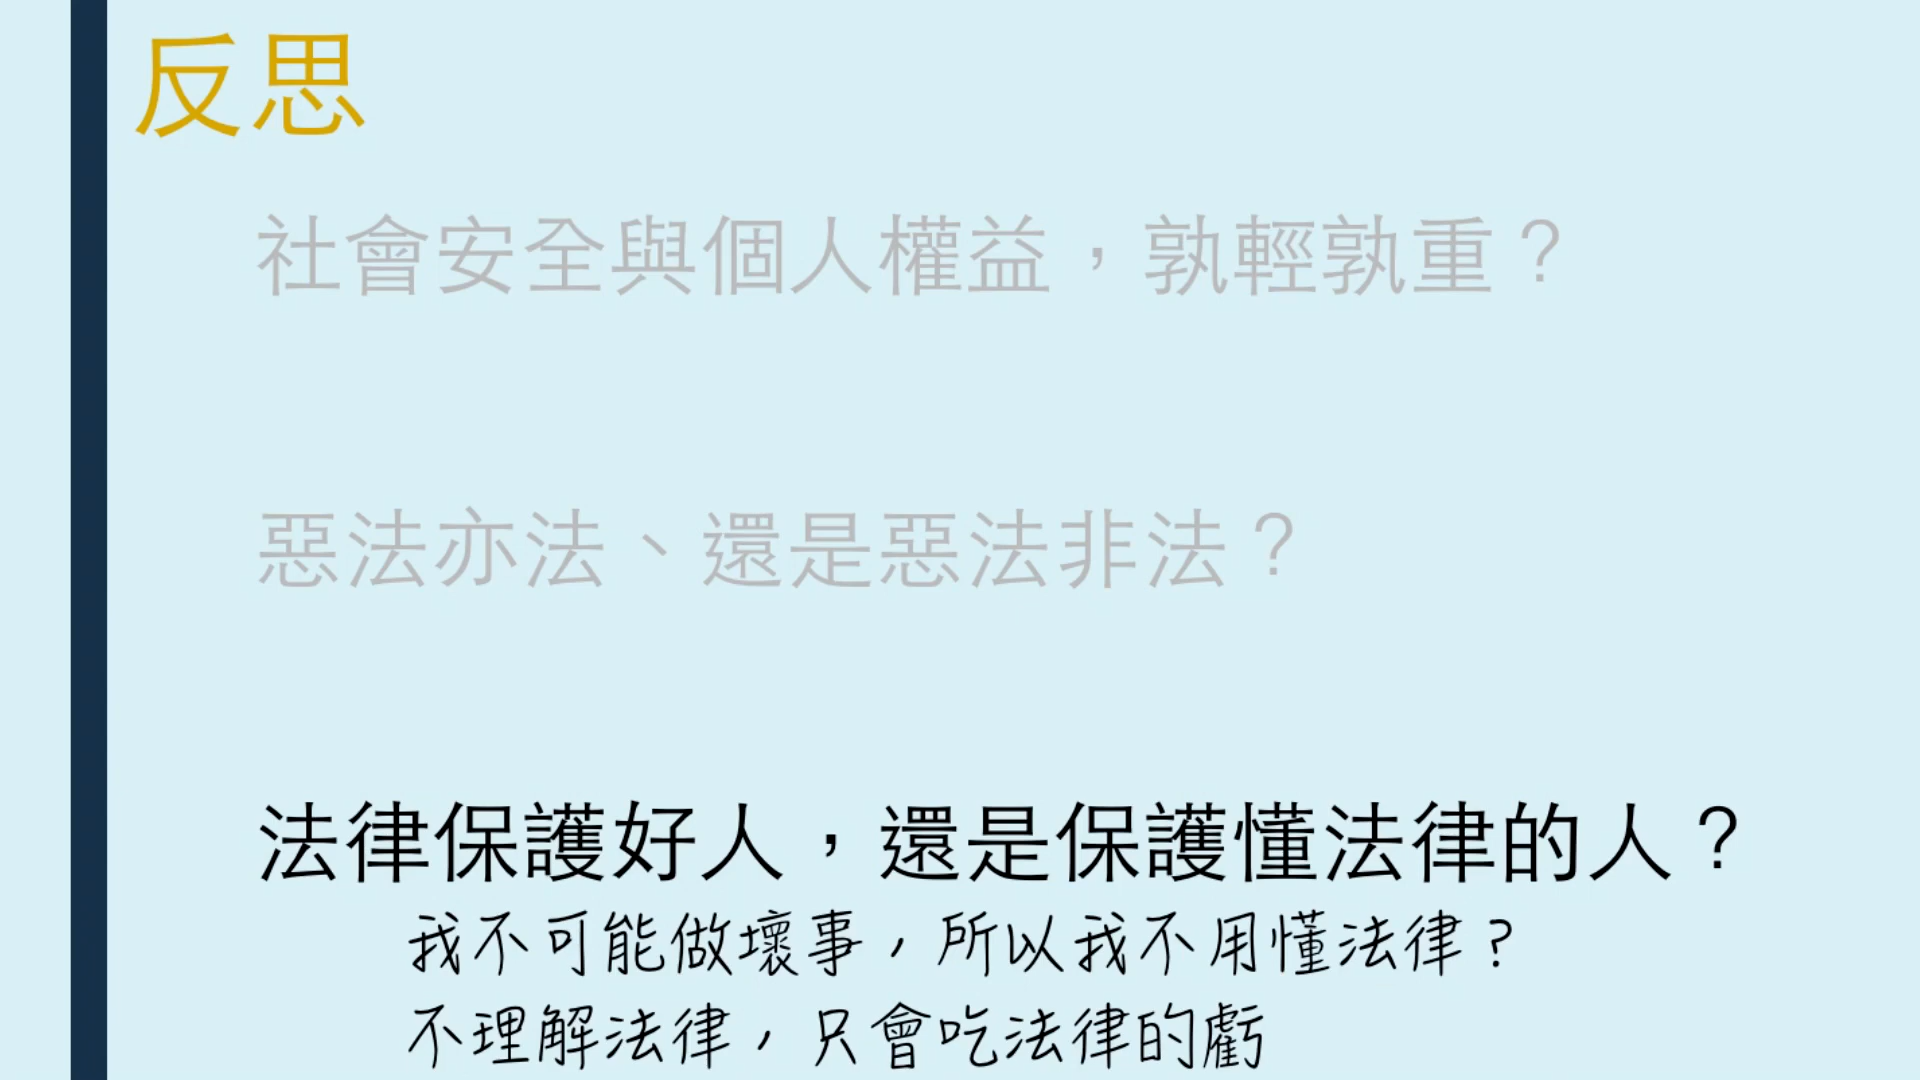 反思
社會安全與個人權益，孰輕孰重？
惡法亦法、還是惡法非法？
法律保護好人，還是保護懂法律的人？
我不可能做壞事，所以我不用懂法律？
不理解法律，只會吃法律的虧